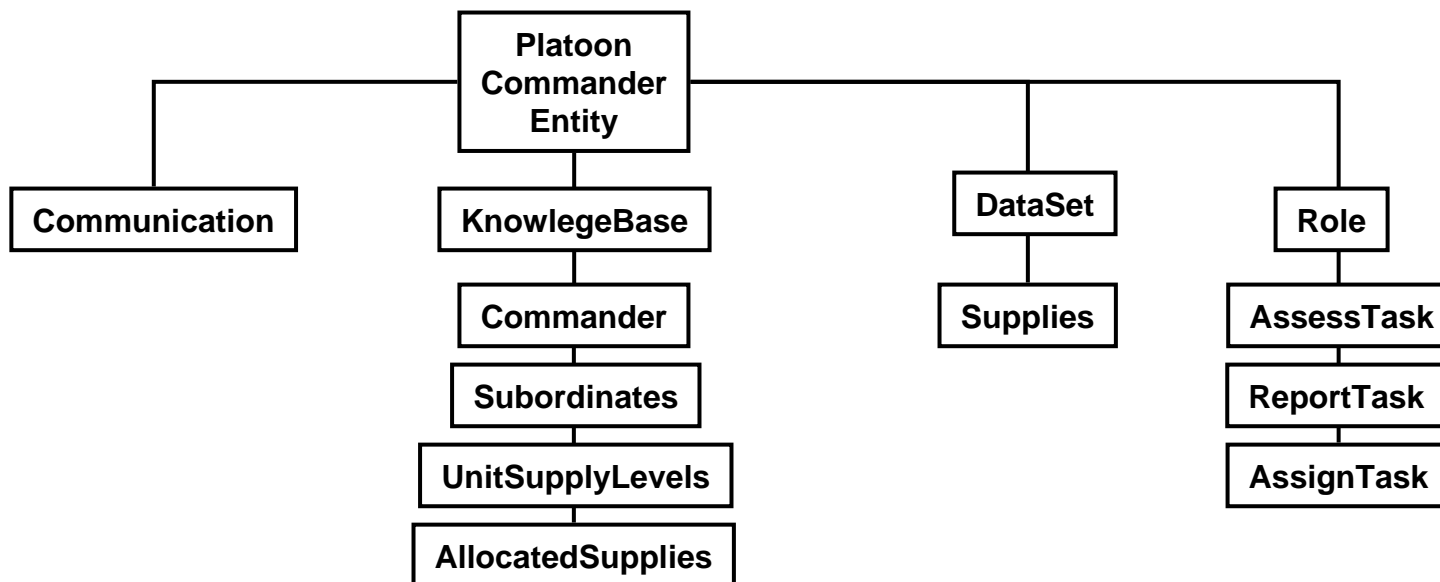 Platoon
Commander
Entity
Communication
KnowlegeBase
DataSet
Role
Commander
Supplies
AssessTask
Subordinates
ReportTask
UnitSupplyLevels
AssignTask
AllocatedSupplies